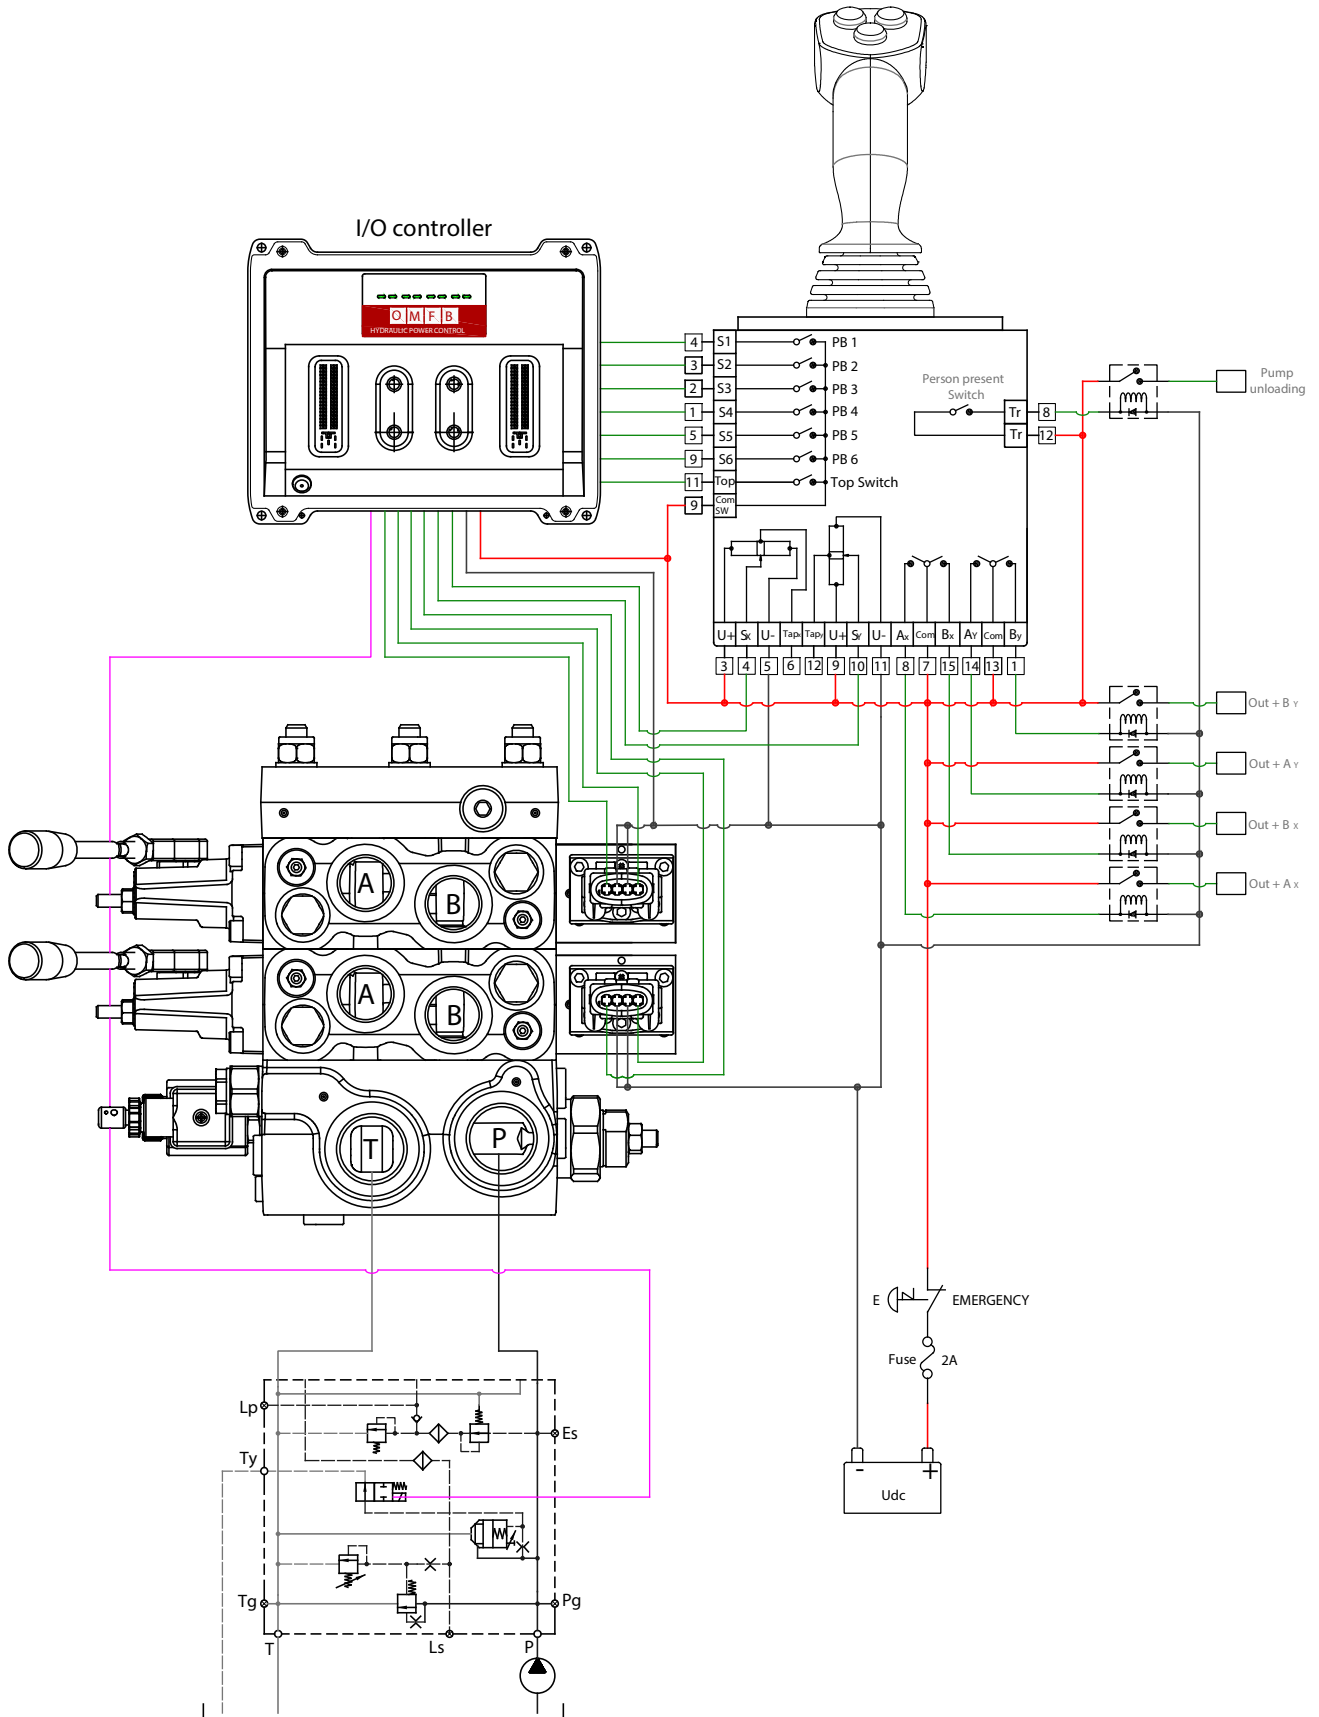 I/O controller
O M F B
HYDRAULIC POWER CONTROL
4 S1 PB 1
3 S2 PB 2
2 S3 PB 3
1 S4 PB 4
5 S5 PB 5
9 S6 PB 6
11 Top Top Switch
9 Com SW
Person present
Switch
Tr 8
Tr 12
Pump
unloading
U+ Sx U- Tapx Tapy U+ Sy U- Ax Com Bx Ay Com By
3 4 5 6 12 9 10 11 8 7 15 14 13 1
Out + B Y
Out + A Y
Out + B X
Out + A X
A
B
A
B
T
P
E EMERGENCY
Fuse 2A
- +
Udc
Lp
Es
Ty
Tg
Pg
T
Ls
P